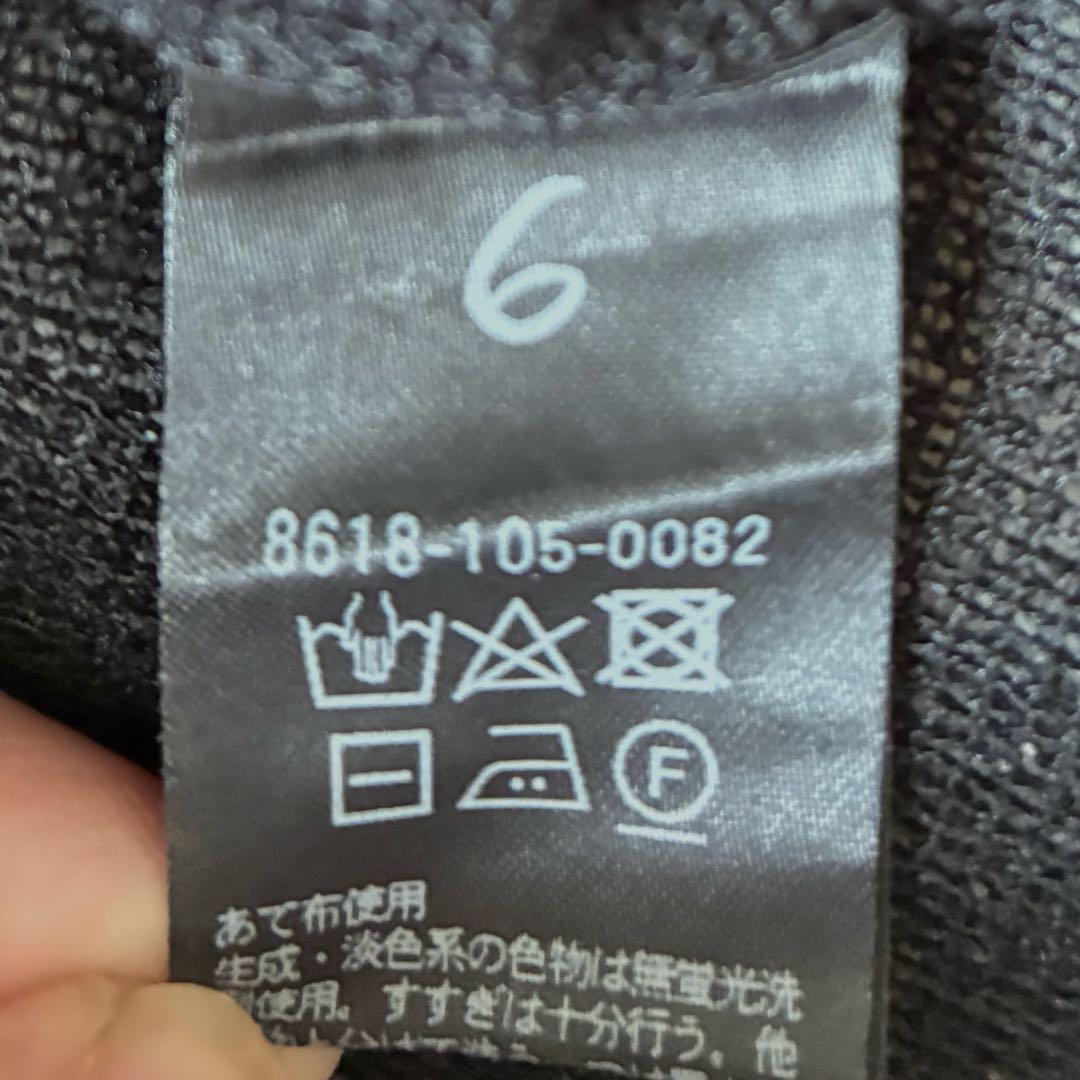 6
8618-105-0082
F
あて布使用
生成・淡色系の色物は無蛍光洗
使用。すすぎは十分行う。他